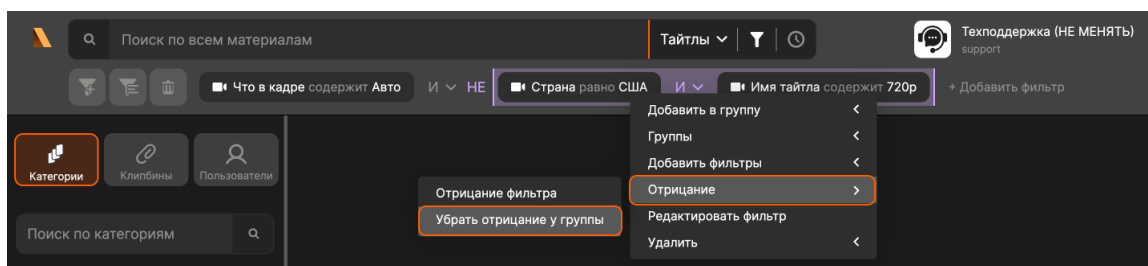 Поиск по всем материалам
Тайтлы
Техподдержка (НЕ МЕНЯТЬ)
support
Что в кадре содержит Авто И НЕ Страна равно США И Имя тайтла содержит 720p + Добавить фильтр
Добавить в группу
Группы
Добавить фильтры
Отрицание
Редактировать фильтр
Удалить
Отрицание фильтра
Убрать отрицание у группы
Категории
Клипбины
Пользователи
Поиск по категориям